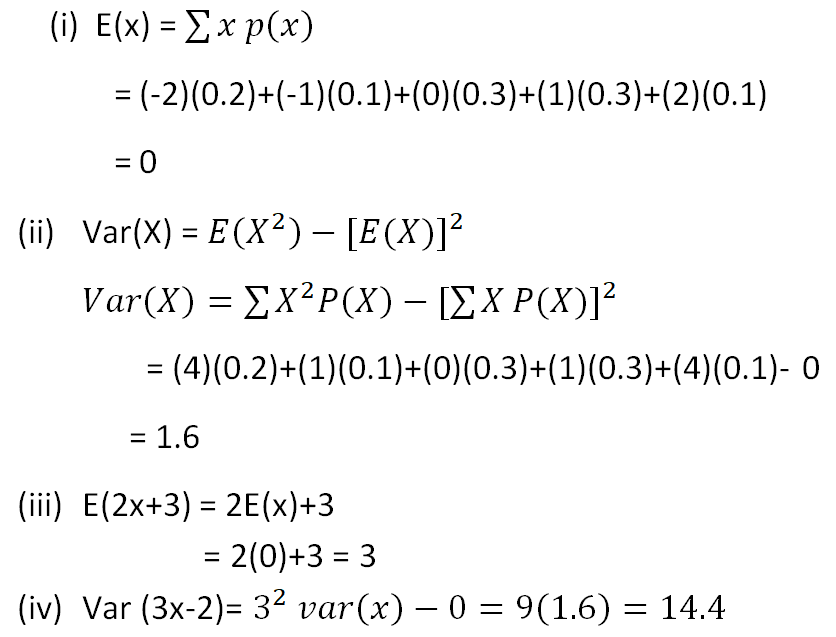 (i) E(x) = ∑ x p(x)
= (-2)(0.2)+(-1)(0.1)+(0)(0.3)+(1)(0.3)+(2)(0.1)
= 0
(ii) Var(X) = E(X²) − [E(X)]²
Var(X) = ∑ X² P(X) − [∑ X P(X)]²
= (4)(0.2)+(1)(0.1)+(0)(0.3)+(1)(0.3)+(4)(0.1)- 0
= 1.6
(iii) E(2x+3) = 2E(x)+3
= 2(0)+3 = 3
(iv) Var (3x-2)= 3² var(x) − 0 = 9(1.6) = 14.4